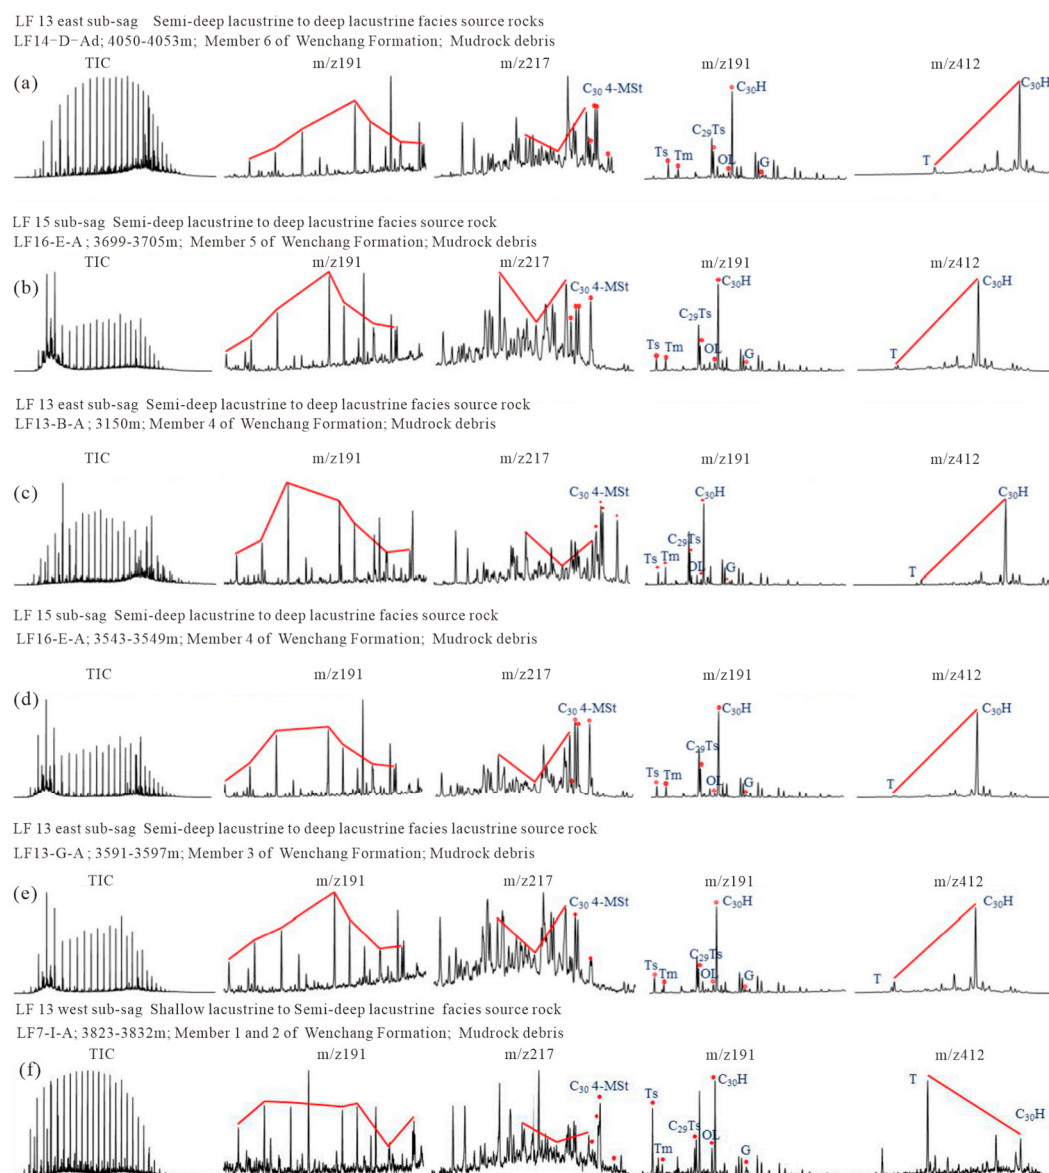 LF 13 east sub-sag Semi-deep lacustrine to deep lacustrine facies source rocks
LF14-D-Ad; 4050-4053m; Member 6 of Wenchang Formation; Mudrock debris
TIC m/z191 m/z217 m/z191 m/z412
(a) C30 4-MSt C30H C30H
C29Ts
Ts Tm OL G T
LF 15 sub-sag Semi-deep lacustrine to deep lacustrine facies source rock
LF16-E-A ; 3699-3705m; Member 5 of Wenchang Formation; Mudrock debris
TIC m/z191 m/z217 m/z191 m/z412
(b) C30 4-MSt C30H C30H
C29Ts
Ts Tm OL G T
LF 13 east sub-sag Semi-deep lacustrine to deep lacustrine facies source rock
LF13-B-A ; 3150m; Member 4 of Wenchang Formation; Mudrock debris
TIC m/z191 m/z217 m/z191 m/z412
(c) C30 4-MSt C30H C30H
C29Ts
Ts Tm OL G T
LF 15 sub-sag Semi-deep lacustrine to deep lacustrine facies source rock
LF16-E-A; 3543-3549m; Member 4 of Wenchang Formation; Mudrock debris
TIC m/z191 m/z217 m/z191 m/z412
(d) C30 4-MSt C30H C30H
C29Ts
Ts Tm OL G T
LF 13 east sub-sag Semi-deep lacustrine to deep lacustrine facies lacustrine source rock
LF13-G-A ; 3591-3597m; Member 3 of Wenchang Formation; Mudrock debris
TIC m/z191 m/z217 m/z191 m/z412
(e) C30 4-MSt C30H C30H
C29Ts
Ts Tm OL G T
LF 13 west sub-sag Shallow lacustrine to Semi-deep lacustrine facies source rock
LF7-I-A; 3823-3832m; Member 1 and 2 of Wenchang Formation; Mudrock debris
TIC m/z191 m/z217 m/z191 m/z412
(f) C30 4-MSt C30H T
Ts C30H
C29Ts OL
Tm G